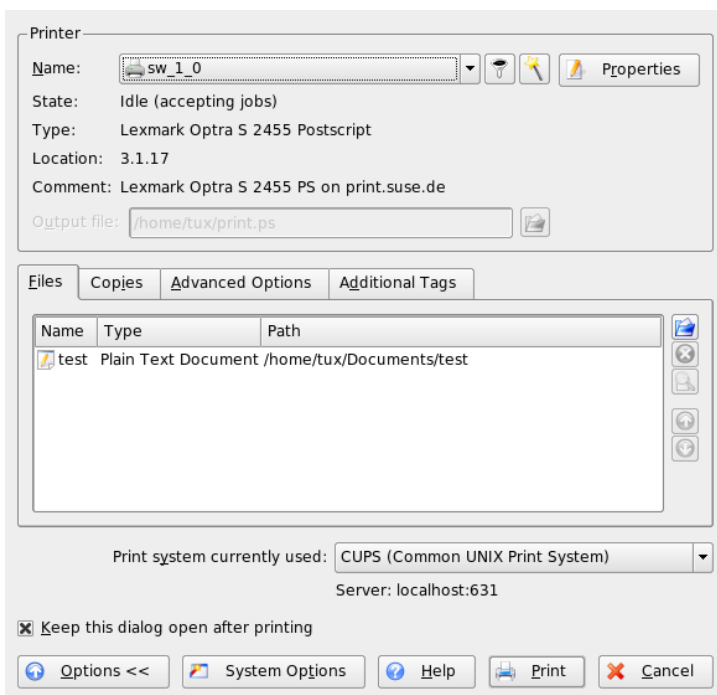 Printer
Name: sw_1_0 Properties
State: Idle (accepting jobs)
Type: Lexmark Optra S 2455 Postscript
Location: 3.1.17
Comment: Lexmark Optra S 2455 PS on print.suse.de
Output file: /home/tux/print.ps
Files Copies Advanced Options Additional Tags
Name Type Path
test Plain Text Document /home/tux/Documents/test
Print system currently used: CUPS (Common UNIX Print System)
Server: localhost:631
Keep this dialog open after printing
Options << System Options Help Print Cancel